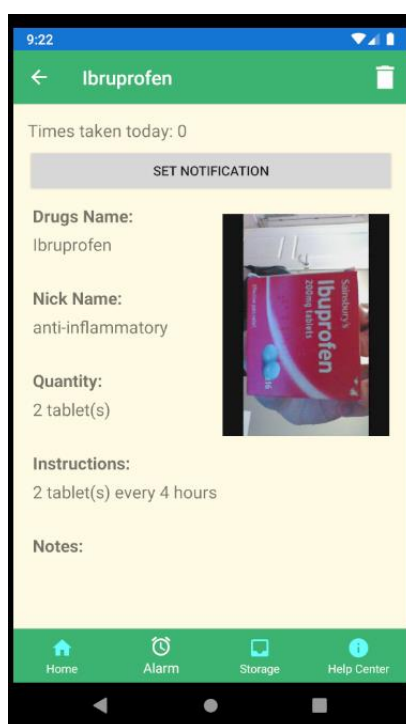 9:22
Ibruprofen
Times taken today: 0
SET NOTIFICATION
Drugs Name:
Ibruprofen
Nick Name:
anti-inflammatory
Quantity:
2 tablet(s)
Instructions:
2 tablet(s) every 4 hours
Notes:
Sainsbury's
Ibuprofen
200mg tablets
16
Home
Alarm
Storage
Help Center